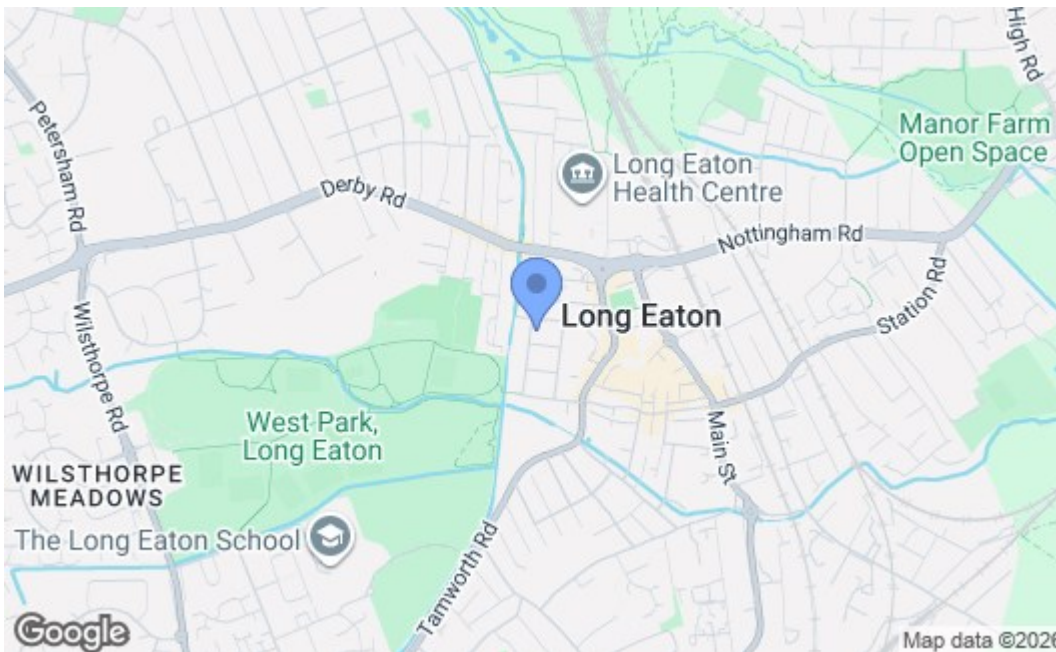 High Rd
Petersham Rd
Manor Farm
Open Space
Long Eaton
Health Centre
Derby Rd
Nottingham Rd
Station Rd
Long Eaton
Wilsthorpe Rd
West Park,
Long Eaton
Main St
WILSTHORPE
MEADOWS
The Long Eaton School
Tamworth Rd
Google
Map data ©2026